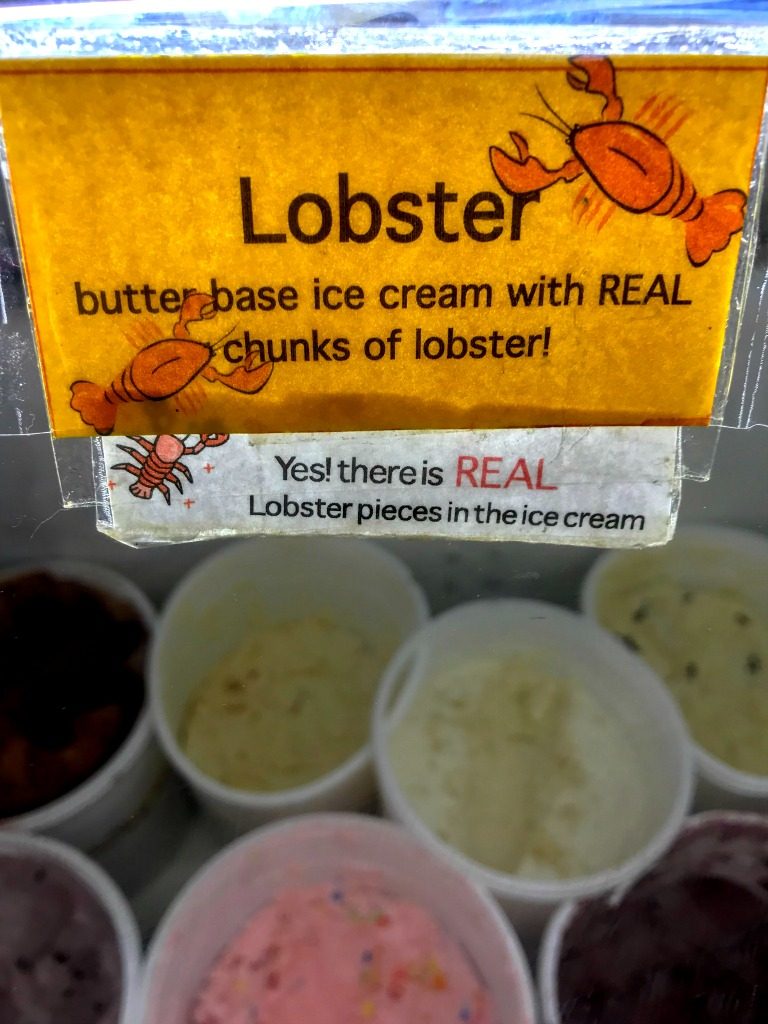 Lobster
butter base ice cream with REAL
chunks of lobster!
Yes! there is REAL
Lobster pieces in the ice cream